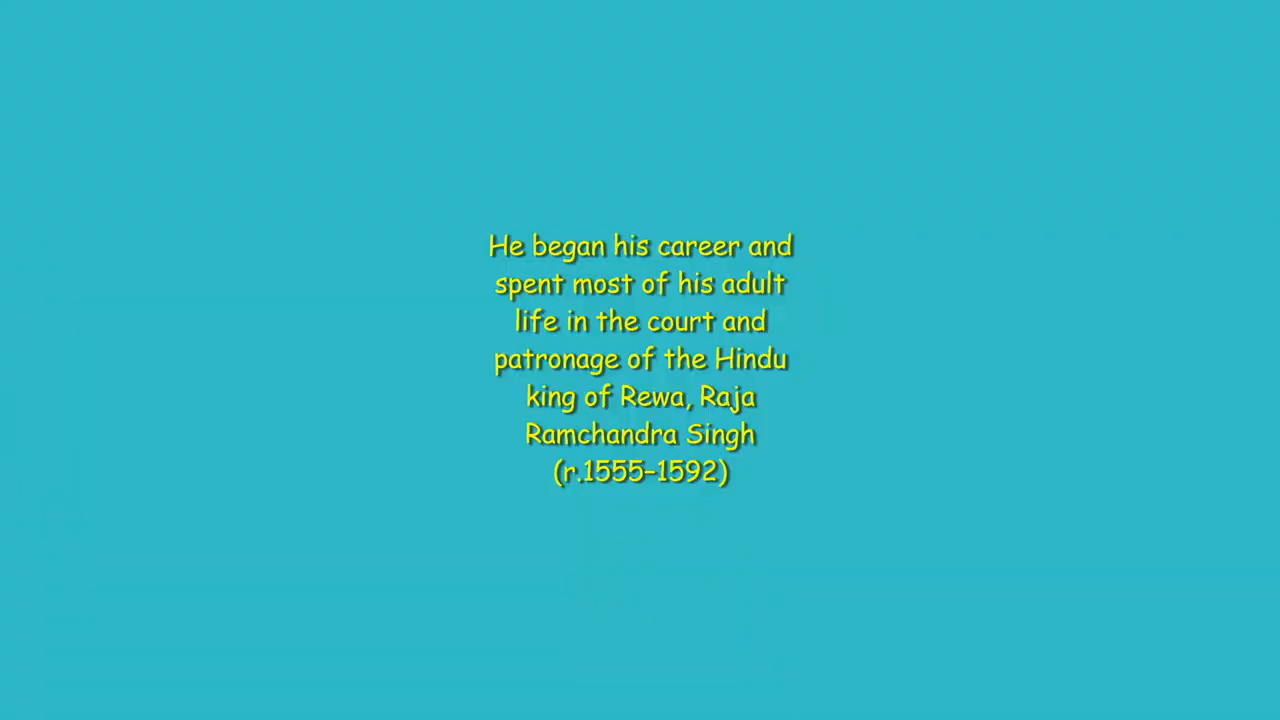 He began his career and
spent most of his adult
life in the court and
patronage of the Hindu
king of Rewa, Raja
Ramchandra Singh
(r.1555–1592)